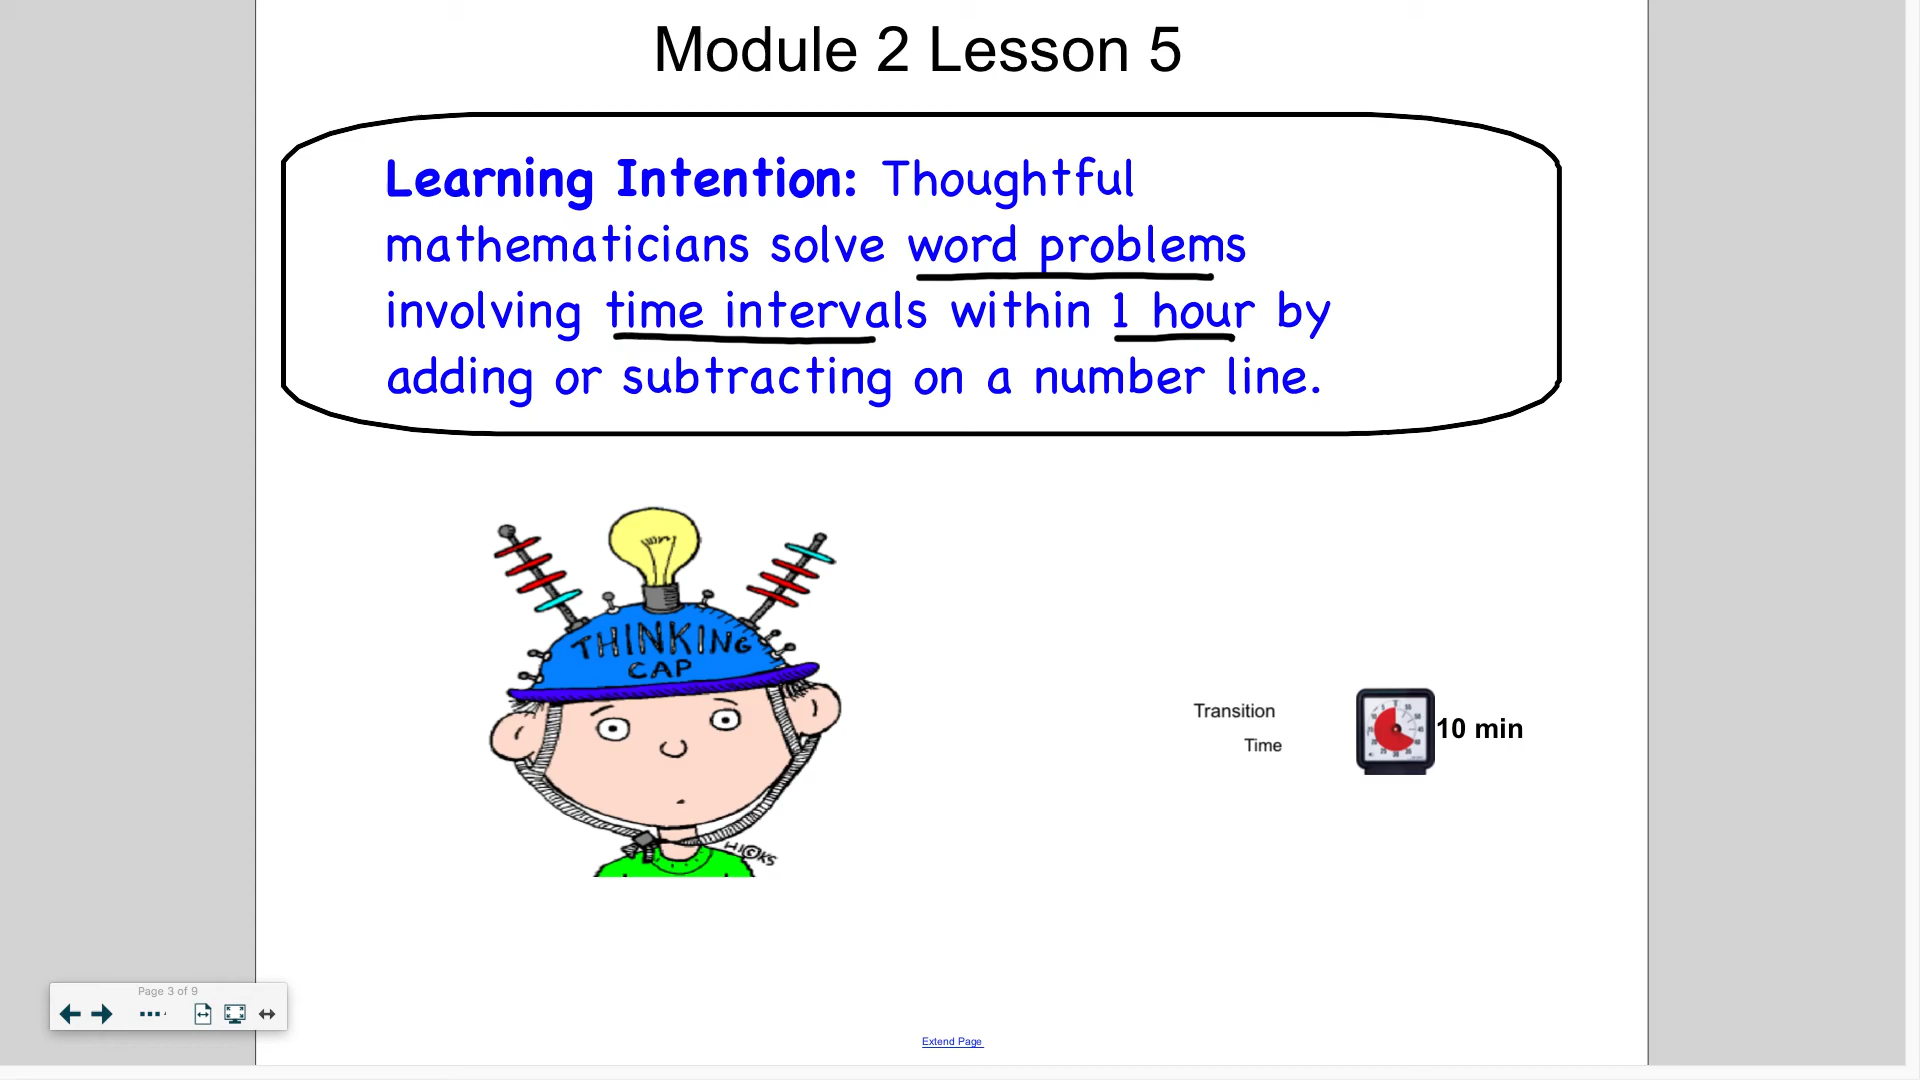 Module 2 Lesson 5
Learning Intention: Thoughtful
mathematicians solve word problems
involving time intervals within 1 hour by
adding or subtracting on a number line.
THINKING
CAP
HICKS
Transition
Time
10 min
Page 3 of 9
Extend Page